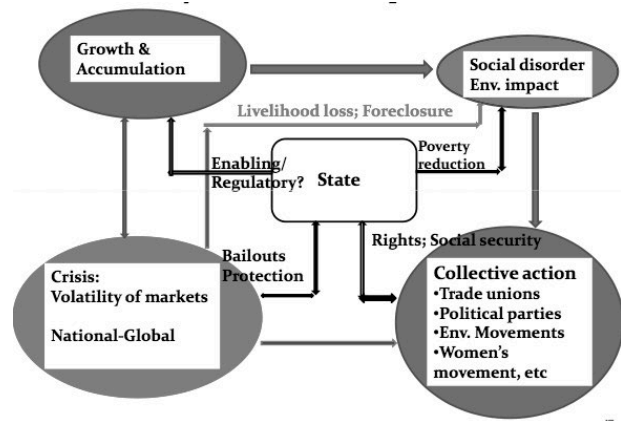 Growth &
Accumulation
Social disorder
Env. impact
Livelihood loss; Foreclosure
Enabling/
Regulatory?
State
Poverty
reduction
Bailouts
Protection
Rights; Social security
Crisis:
Volatility of markets
National-Global
Collective action
•Trade unions
•Political parties
•Env. Movements
•Women's
movement, etc